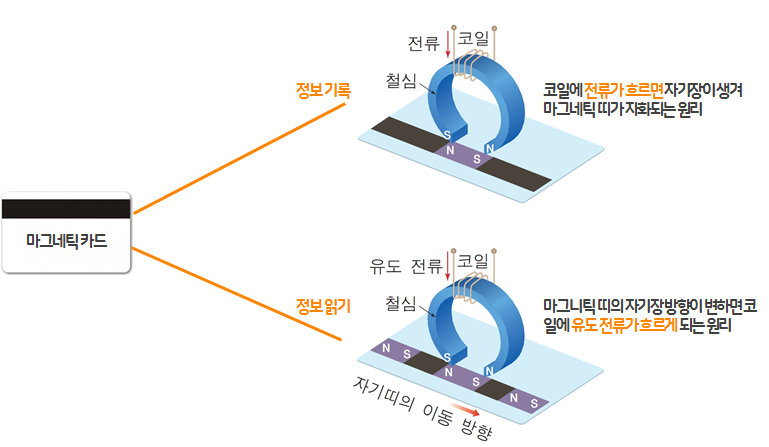 전류
코일
철심
S
N
N
S
정보 기록
코일에 전류가 흐르면 자기장이 생겨
마그네틱 띠가 자화되는 원리
마그네틱 카드
정보 읽기
유도 전류
코일
철심
N S
S
N
N
S
N S
자기띠의 이동 방향
마그니틱 띠의 자기장 방향이 변하면 코
일에 유도 전류가 흐르게 되는 원리